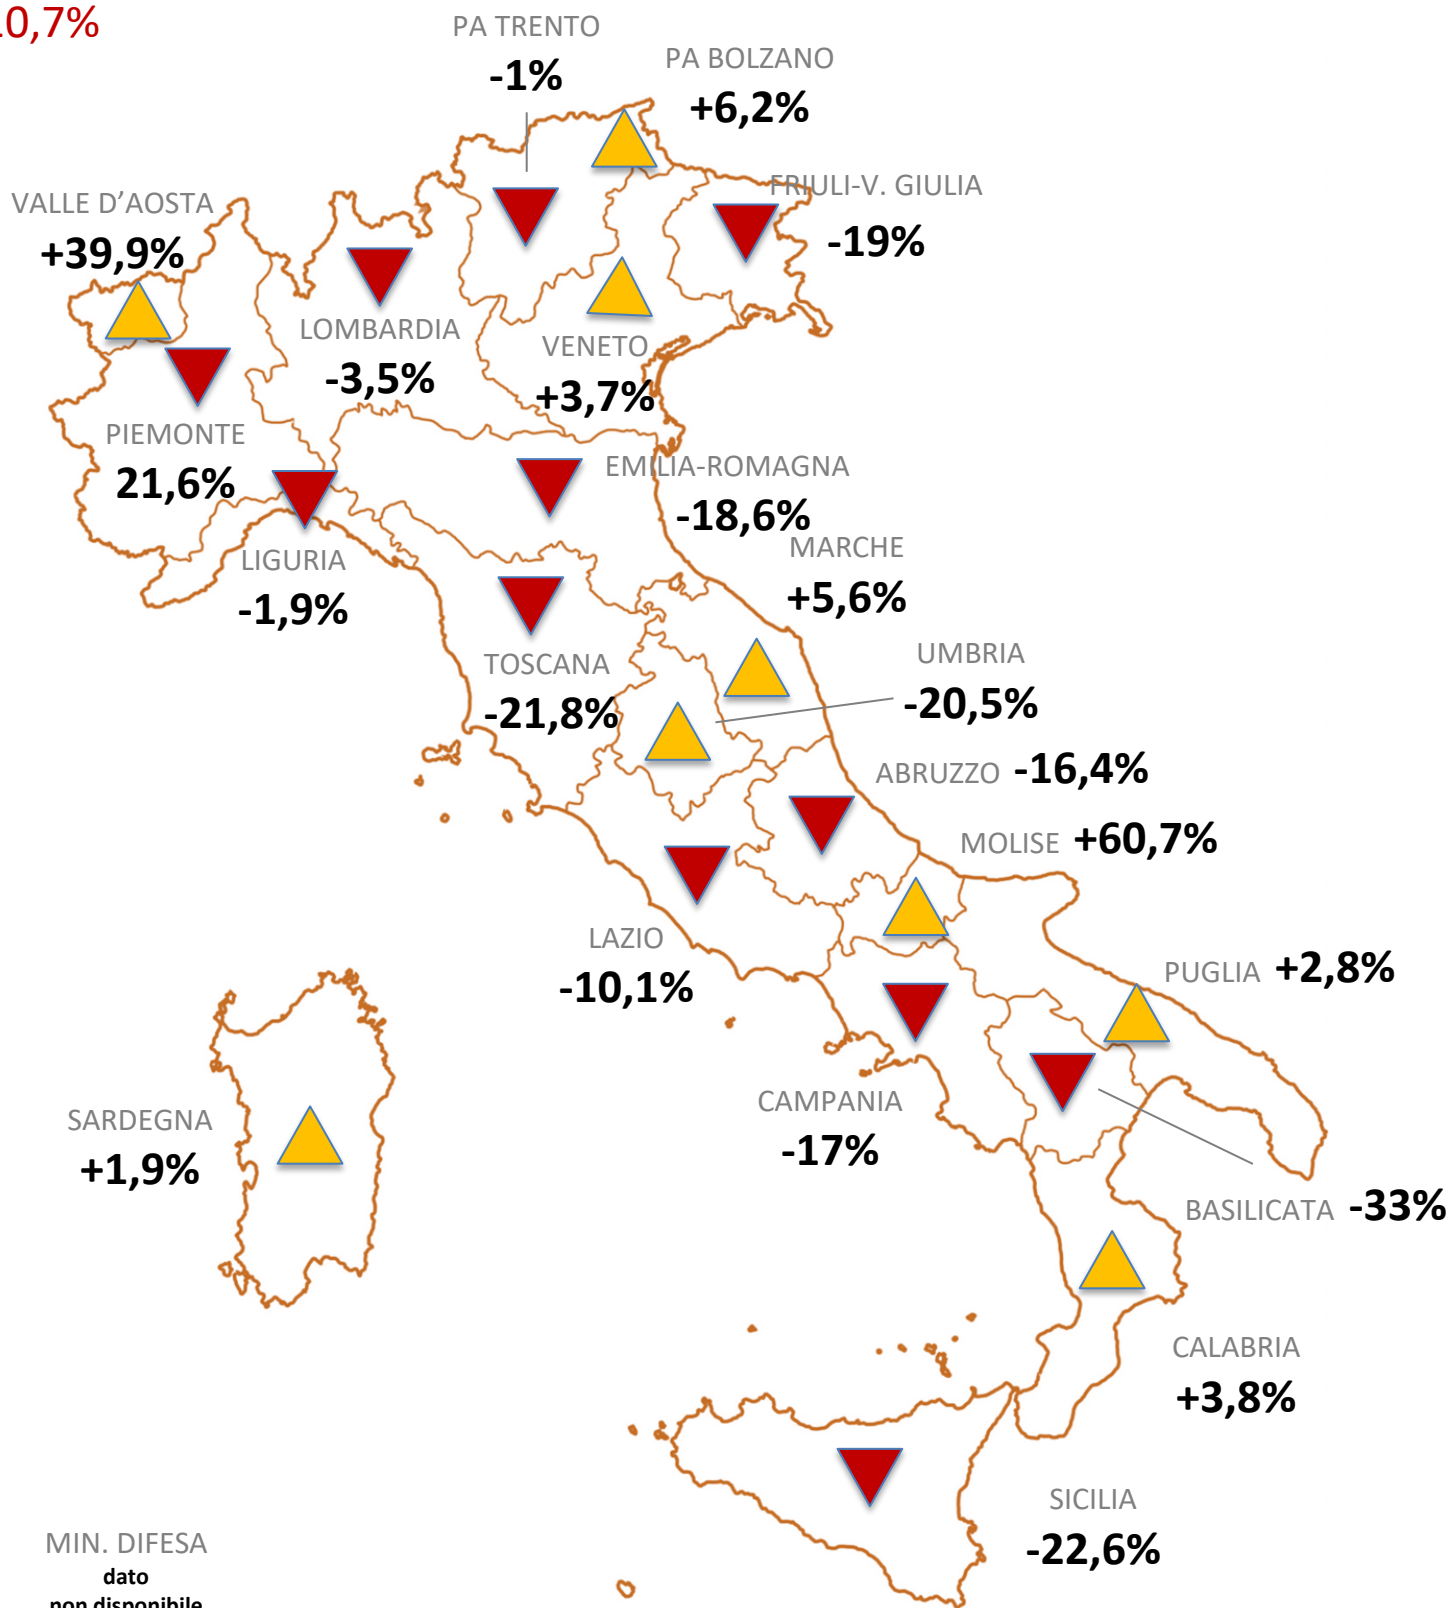 0,7%
PA TRENTO
-1%
PA BOLZANO
+6,2%
VALLE D’AOSTA
+39,9%
FRIULI-V. GIULIA
-19%
LOMBARDIA
-3,5%
VENETO
+3,7%
PIEMONTE
21,6%
EMILIA-ROMAGNA
-18,6%
LIGURIA
-1,9%
MARCHE
+5,6%
TOSCANA
-21,8%
UMBRIA
-20,5%
ABRUZZO -16,4%
MOLISE +60,7%
LAZIO
-10,1%
PUGLIA +2,8%
CAMPANIA
-17%
SARDEGNA
+1,9%
BASILICATA -33%
CALABRIA
+3,8%
SICILIA
-22,6%
MIN. DIFESA
dato
non disponibile